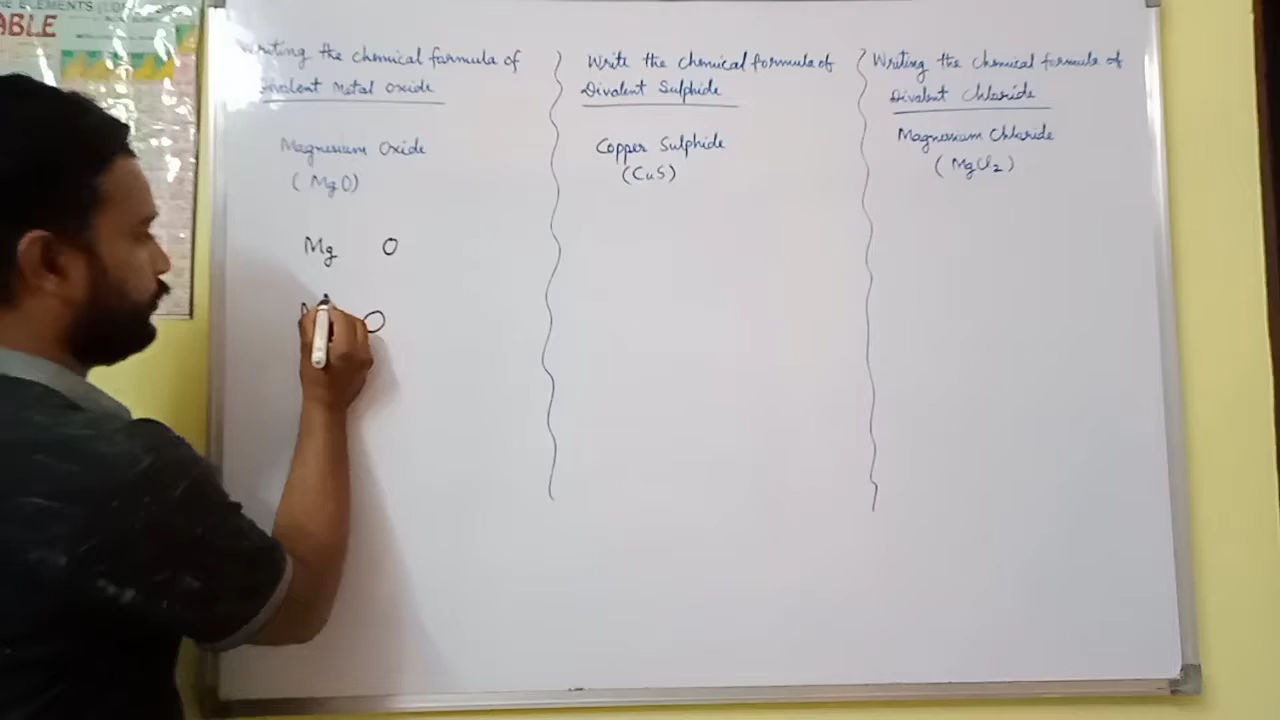 ABLE
Writing the chemical formula of
Divalent Metal Oxide
Magnesium Oxide
( MgO)
Mg O
O
Write the chemical formula of
Divalent Sulphide
Copper Sulphide
(CuS)
Writing the chemical formula of
Divalent Chloride
Magnesium Chloride
( MgCl2)